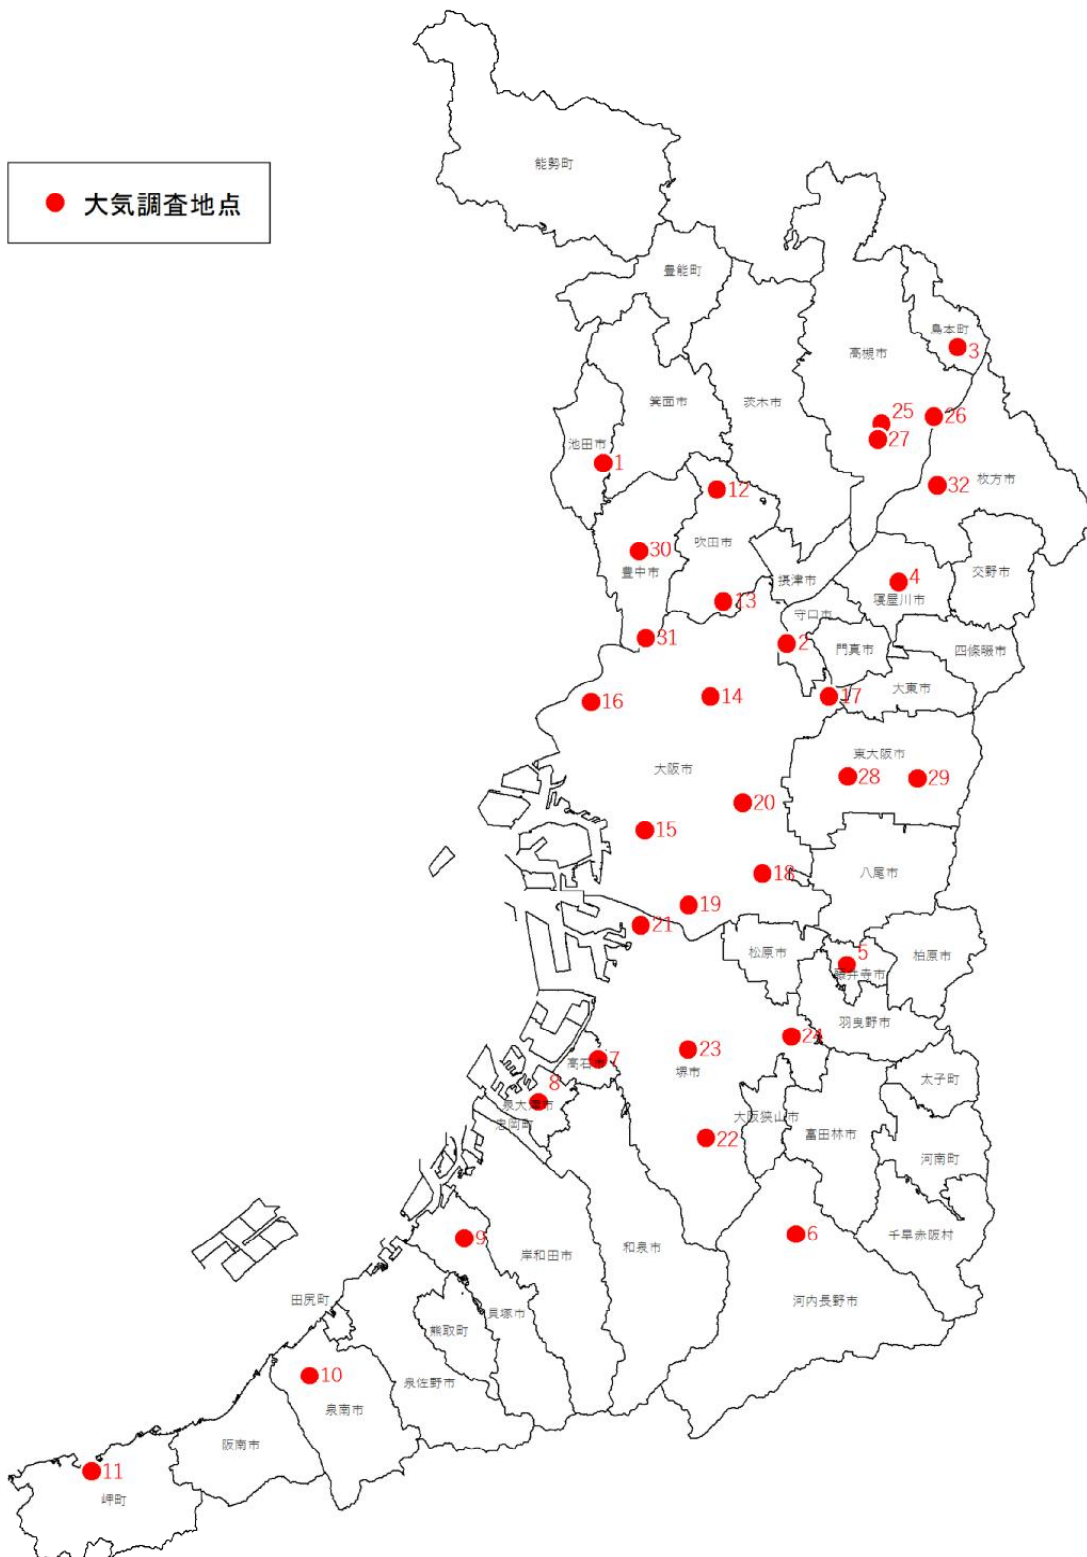 能勢町
● 大気調査地点
豊能町
島本町
3
高槻市
箕面市
茨木市
25
26
27
池田市
1
12
32
枚方市
30
吹田市
豊中市
摂津市
交野市
4
寝屋川市
13
守口市
31
2
門真市
四條畷市
大東市
16
14
17
東大阪市
大阪市
28
29
20
15
八尾市
18
19
21
松原市
柏原市
5
藤井寺市
羽曳野市
24
23
高石市
7
堺市
太子町
8
泉大津市
忠岡町
大阪狭山市
富田林市
22
河南町
6
千早赤阪村
9
岸和田市
和泉市
河内長野市
田尻町
貝塚市
熊取町
10
泉佐野市
泉南市
阪南市
11
岬町